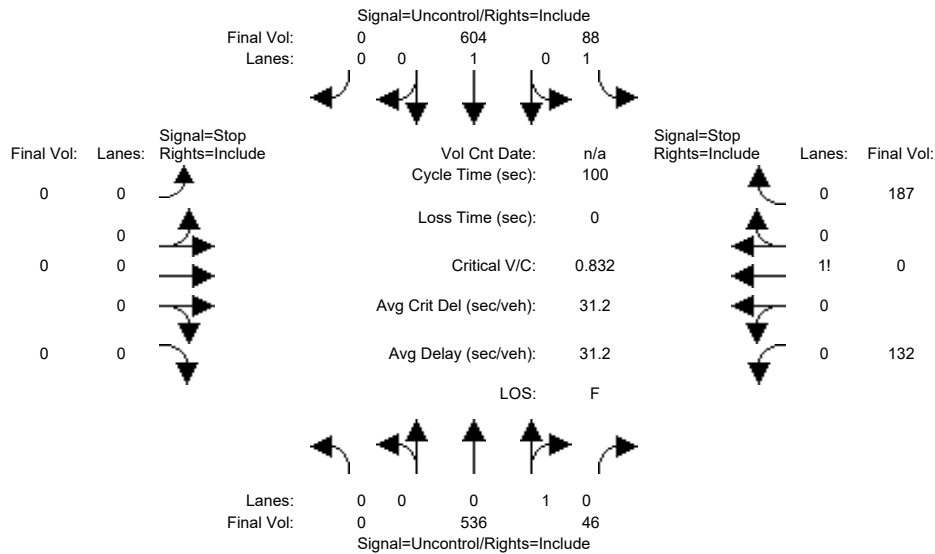 Signal=Uncontrol/Rights=Include
Final Vol: 0 604 88
Lanes: 0 0 1 0 1
Signal=Stop
Final Vol: Lanes: Rights=Include
Vol Cnt Date: n/a
Signal=Stop
Rights=Include Lanes: Final Vol:
Cycle Time (sec): 100
0 0
0 187
Loss Time (sec): 0
0
0
0 0
Critical V/C: 0.832
1! 0
0
Avg Crit Del (sec/veh): 31.2
0
0 0
Avg Delay (sec/veh): 31.2
0 132
LOS: F
Lanes: 0 0 0 1 0
Final Vol: 0 536 46
Signal=Uncontrol/Rights=Include